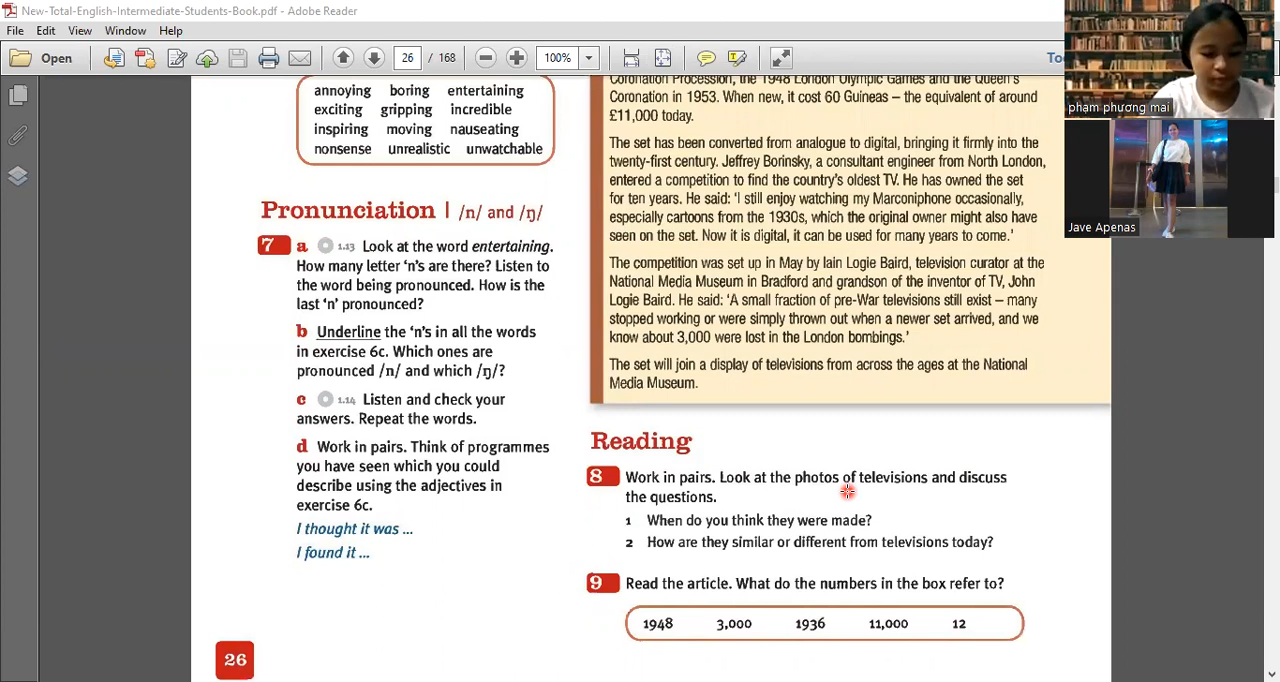 New-Total-English-Intermediate-Students-Book.pdf - Adobe Reader
File Edit View Window Help
Open
26 / 168
100%
annoying boring entertaining
exciting gripping incredible
inspiring moving nauseating
nonsense unrealistic unwatchable
Pronunciation | /n/ and /ŋ/
7 a 1.13 Look at the word entertaining.
How many letter ‘n’s are there? Listen to
the word being pronounced. How is the
last ‘n’ pronounced?
b Underline the ‘n’s in all the words
in exercise 6c. Which ones are
pronounced /n/ and which /ŋ/?
c 1.14 Listen and check your
answers. Repeat the words.
d Work in pairs. Think of programmes
you have seen which you could
describe using the adjectives in
exercise 6c.
I thought it was ...
I found it ...
26
Coronation Procession, the 1948 London Olympic Games and the Queen's
Coronation in 1953. When new, it cost 60 Guineas – the equivalent of around
£11,000 today.
The set has been converted from analogue to digital, bringing it firmly into the
twenty-first century. Jeffrey Borinsky, a consultant engineer from North London,
entered a competition to find the country's oldest TV. He has owned the set
for ten years. He said: ‘I still enjoy watching my Marconiphone occasionally,
especially cartoons from the 1930s, which the original owner might also have
seen on the set. Now it is digital, it can be used for many years to come.’
The competition was set up in May by Iain Logie Baird, television curator at the
National Media Museum in Bradford and grandson of the inventor of TV, John
Logie Baird. He said: ‘A small fraction of pre-War televisions still exist – many
stopped working or were simply thrown out when a newer set arrived, and we
know about 3,000 were lost in the London bombings.’
The set will join a display of televisions from across the ages at the National
Media Museum.
Reading
8 Work in pairs. Look at the photos of televisions and discuss
the questions.
1 When do you think they were made?
2 How are they similar or different from televisions today?
9 Read the article. What do the numbers in the box refer to?
1948 3,000 1936 11,000 12
pham phương mai
Jave Apenas